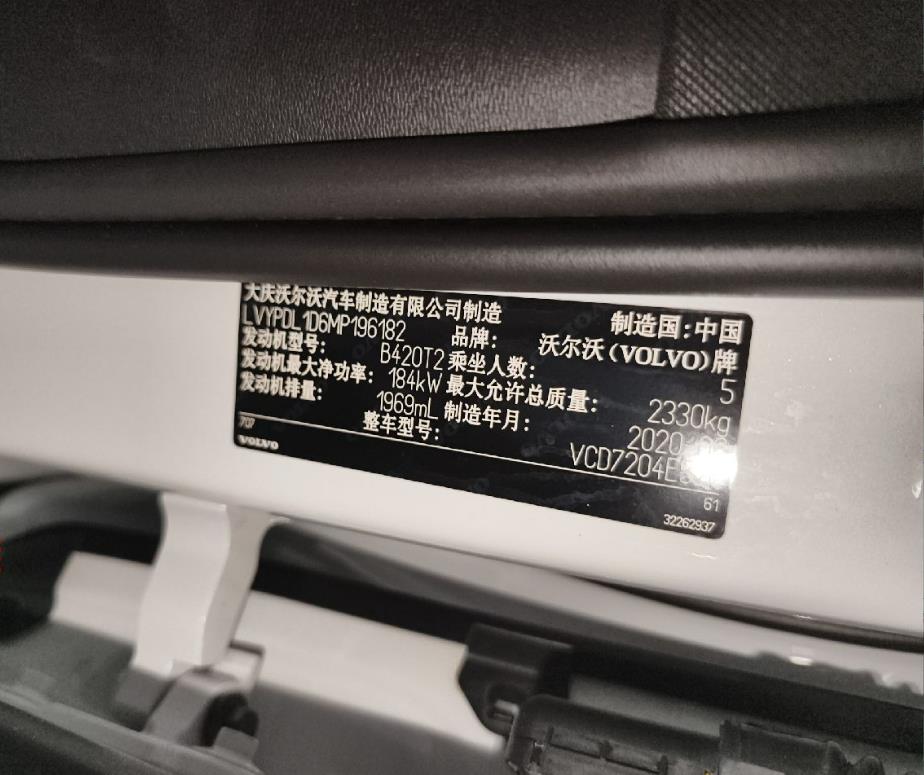 大庆沃尔沃汽车制造有限公司制造 制造国:中国
LVYPDL1D6MP196182 品牌: 沃尔沃(VOLVO)牌
发动机型号: B420T2 乘坐人数: 5
发动机最大净功率: 184kW 最大允许总质量: 2330kg
发动机排量: 1969mL 制造年月:
707 整车型号:
VOLVO
61
32262937